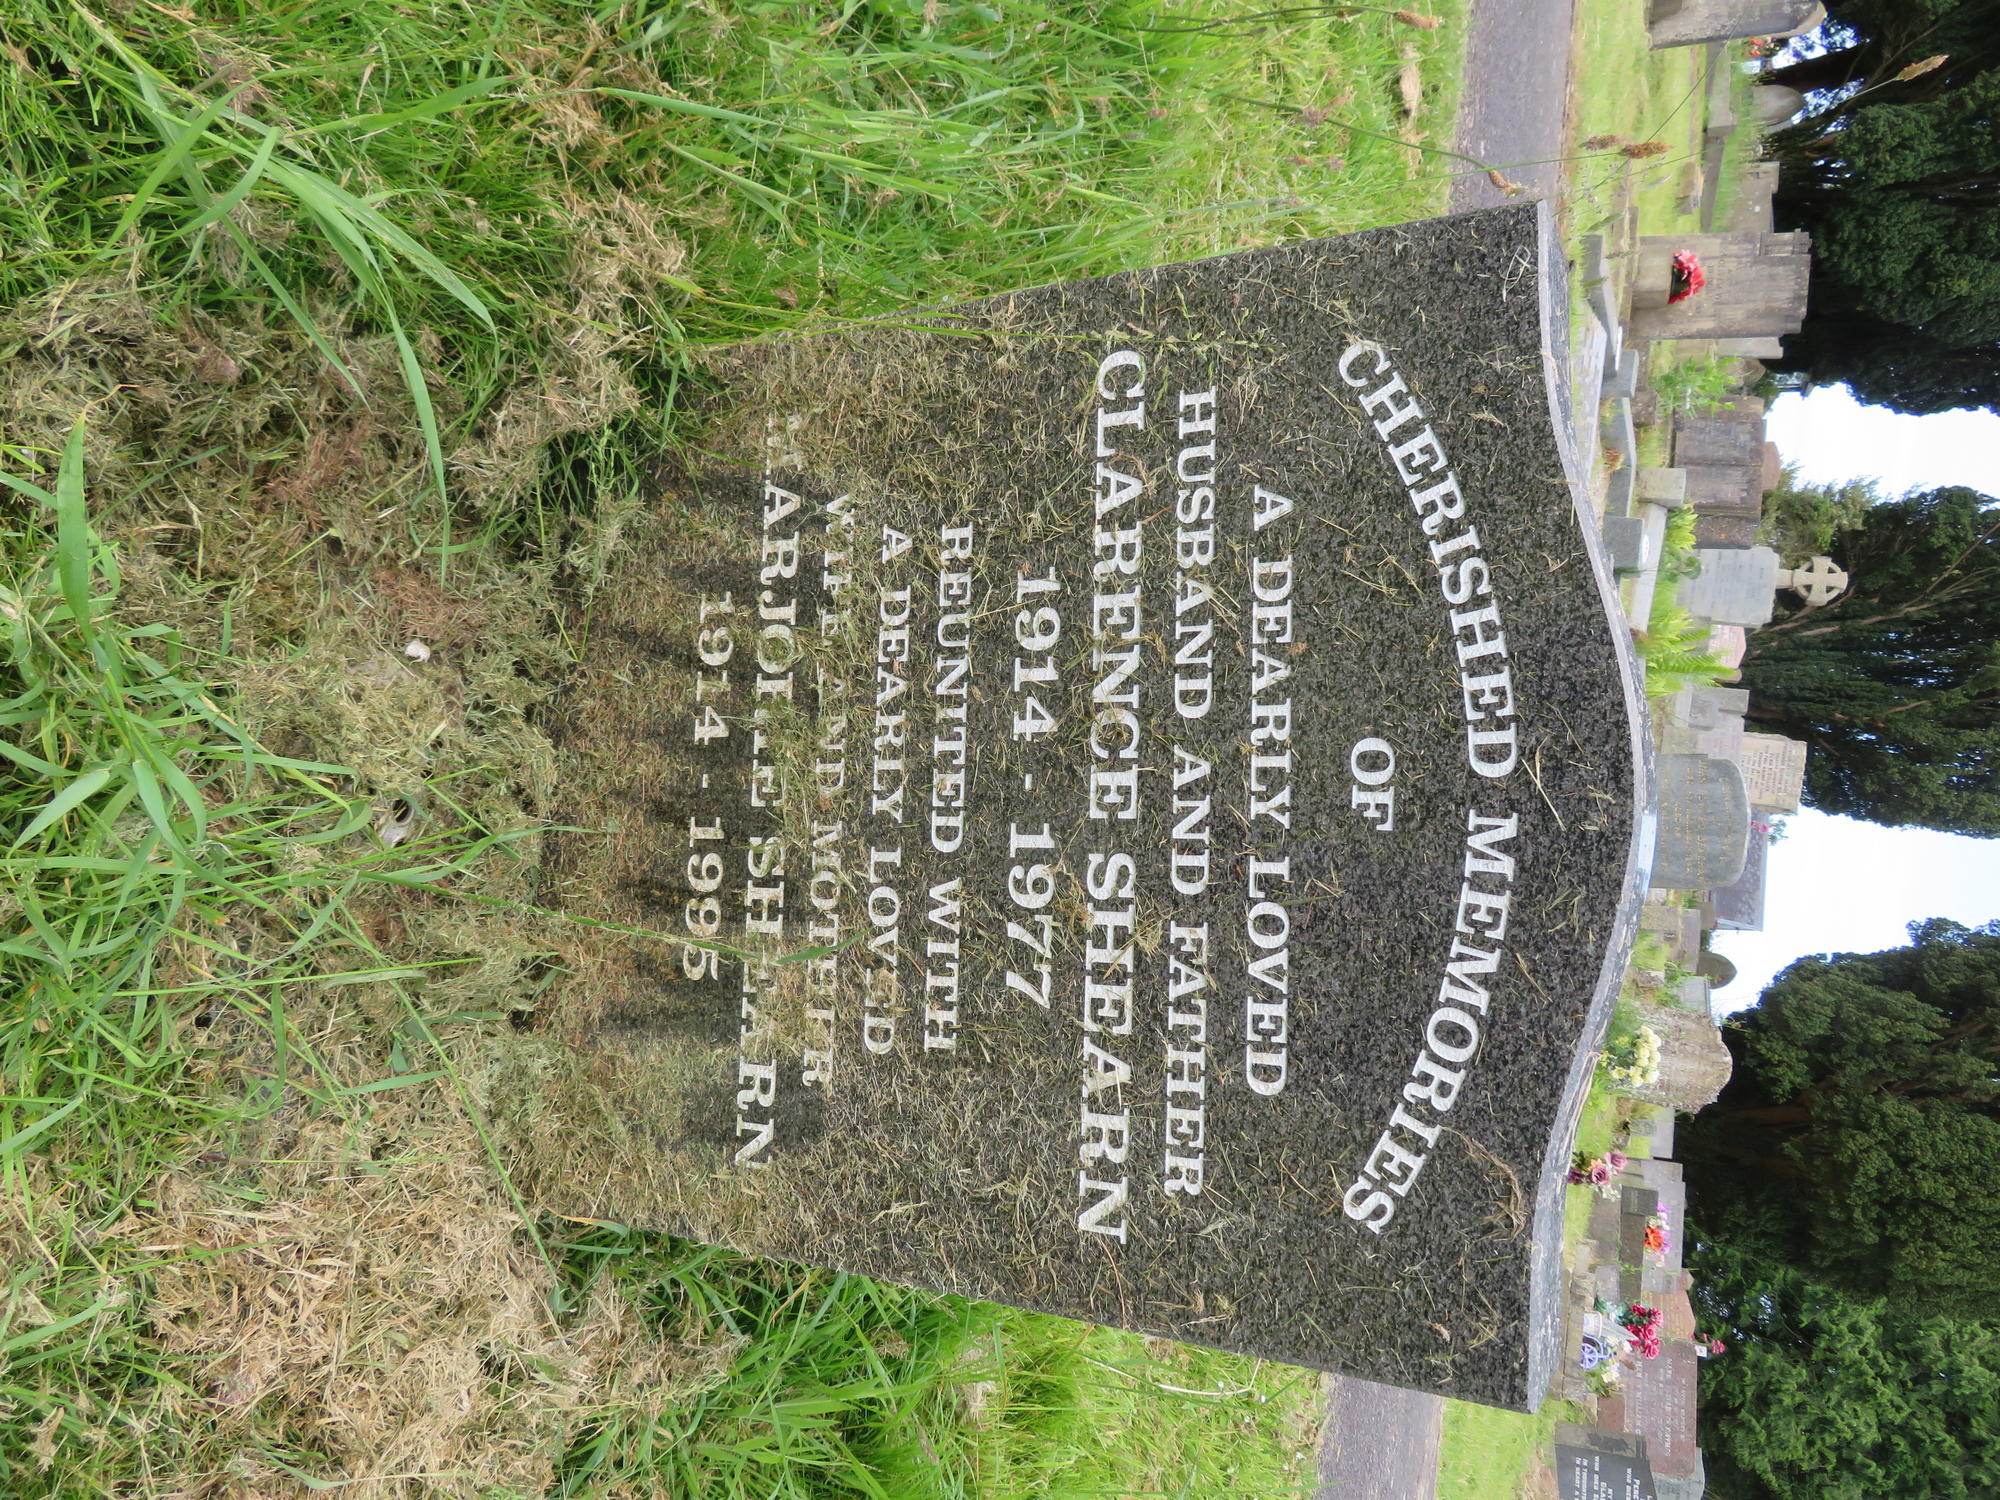 CHERISHED MEMORIES
OF
A DEARLY LOVED
HUSBAND AND FATHER
CLARENCE SHEARN
1914 - 1977
REUNITED WITH
A DEARLY LOVED
WIFE AND MOTHER
MARJORIE SHEARN
1914 - 1995